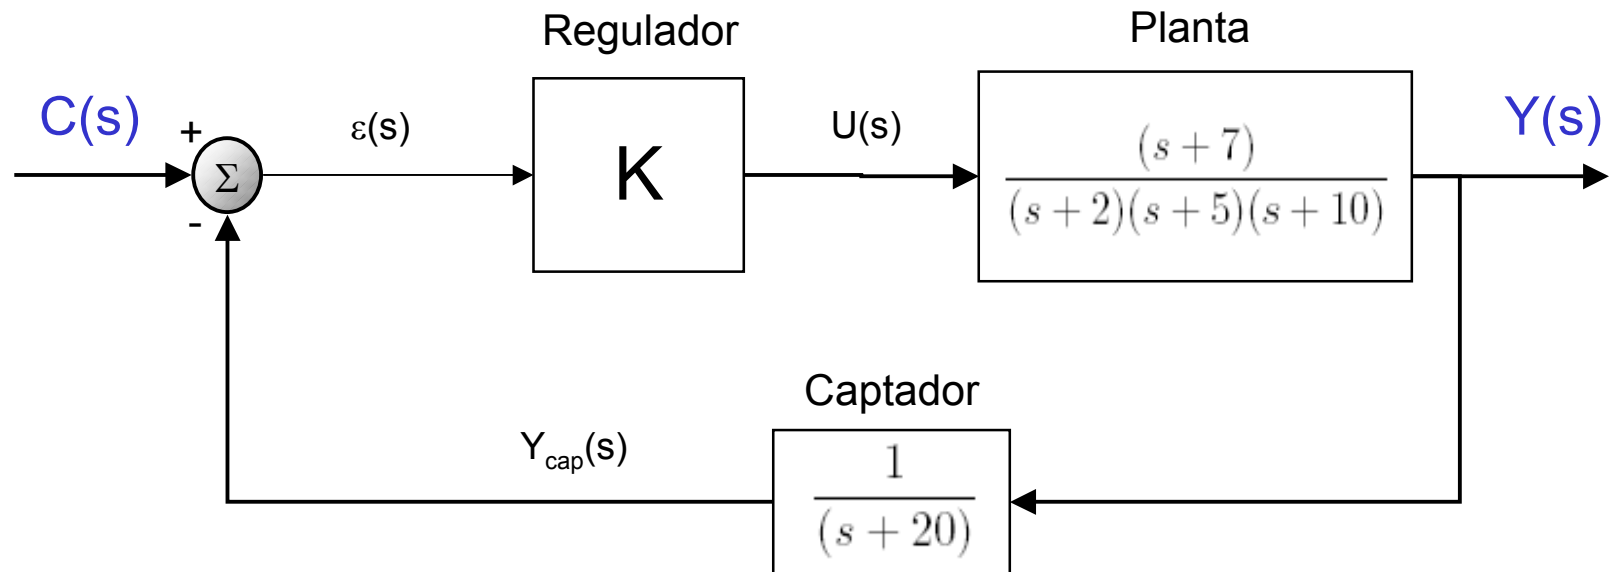 Regulador
Planta
C(s)
+
ε(s)
U(s)
Y(s)
Σ
K
(s + 7)
(s + 2)(s + 5)(s + 10)
-
Captador
Ycap(s)
1
(s + 20)